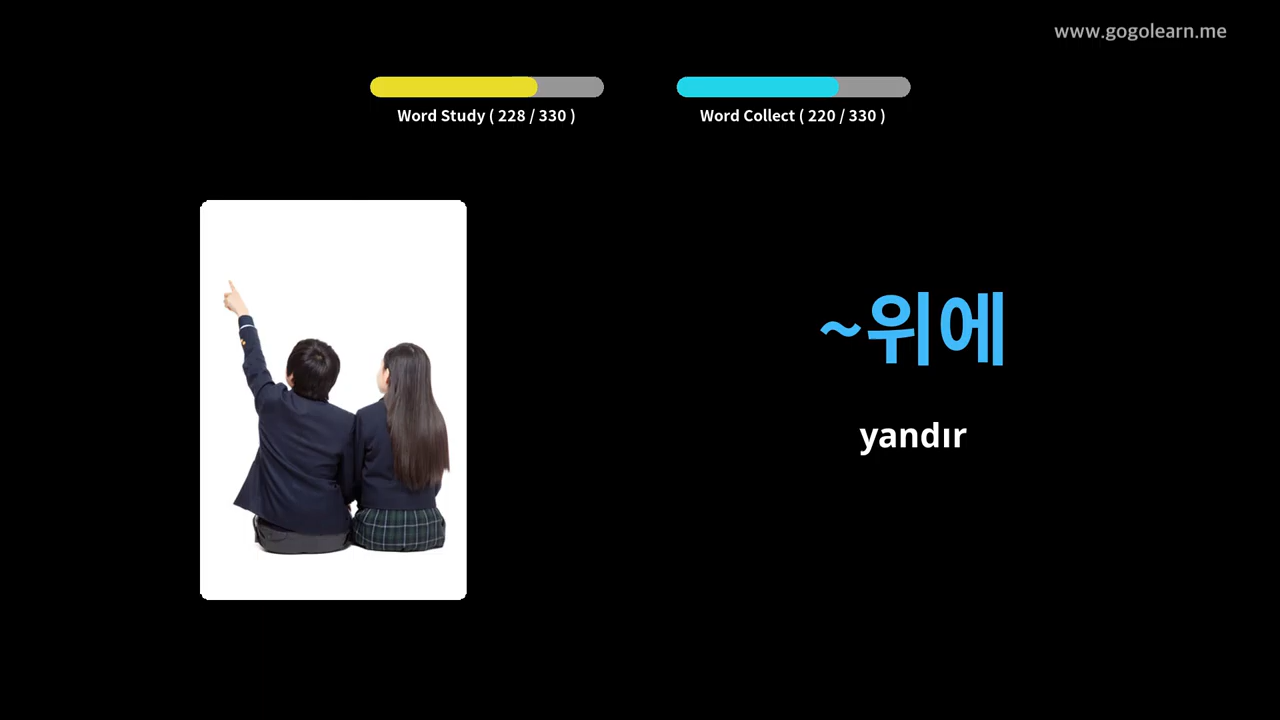 www.gogolearn.me
Word Study ( 228 / 330 )
Word Collect ( 220 / 330 )
~위에
yandır